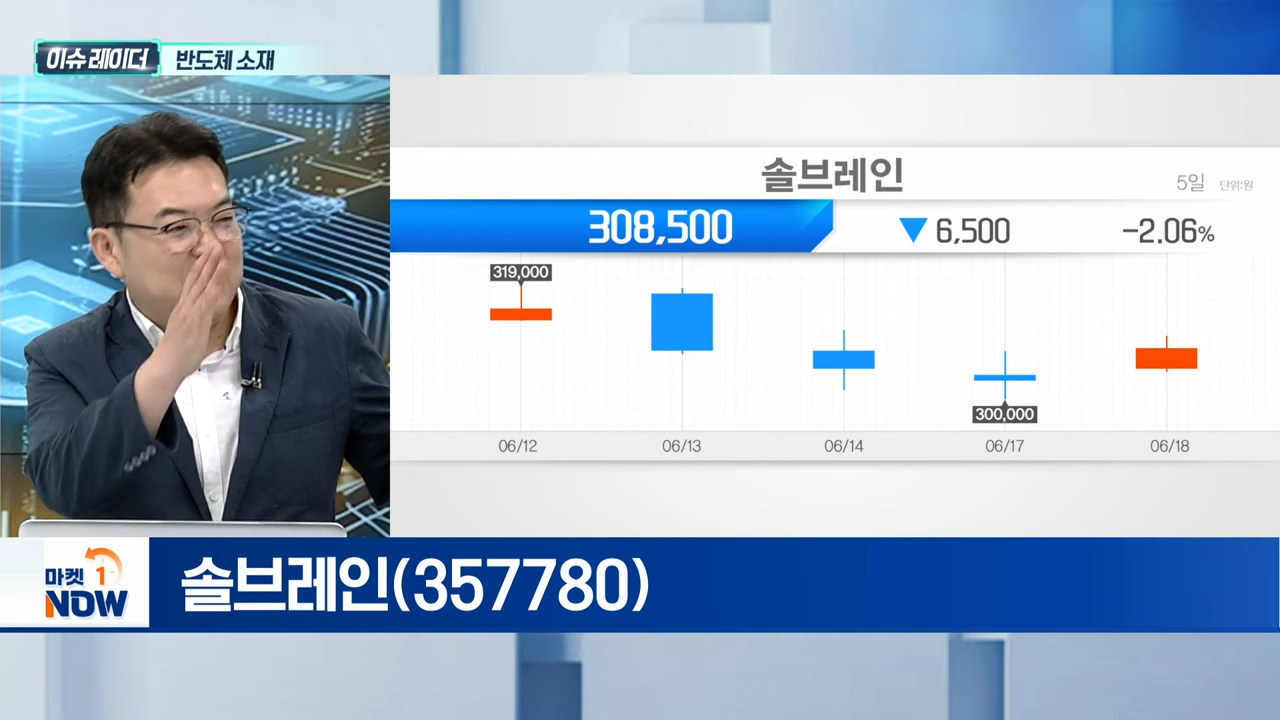 이슈 레이더 반도체 소재
솔브레인
5일 단위:원
308,500 ▼ 6,500 -2.06%
319,000
300,000
06/12 06/13 06/14 06/17 06/18
마켓 1
NOW
솔브레인(357780)